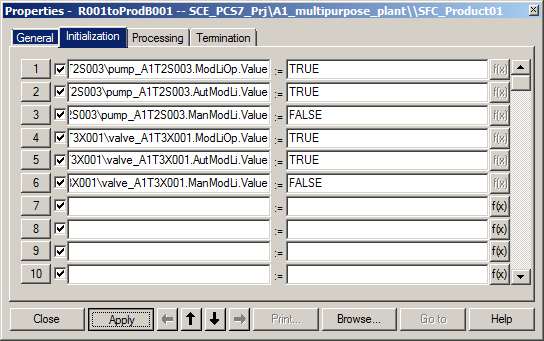 Properties - R001toProdB001 -- SCE_PCS7_Prj\A1_multipurpose_plant\\SFC_Product01
General Initialization Processing Termination
1 T2S003\pump_A1T2S003.ModLiOp.Value := TRUE f(x)
2 2S003\pump_A1T2S003.AutModLi.Value := TRUE f(x)
3 2S003\pump_A1T2S003.ManModLi.Value := FALSE f(x)
4 T3X001\valve_A1T3X001.ModLiOp.Value := TRUE f(x)
5 3X001\valve_A1T3X001.AutModLi.Value := TRUE f(x)
6 3X001\valve_A1T3X001.ManModLi.Value := FALSE f(x)
7 := f(x)
8 := f(x)
9 := f(x)
10 := f(x)
Close Apply Print... Browse... Go to Help